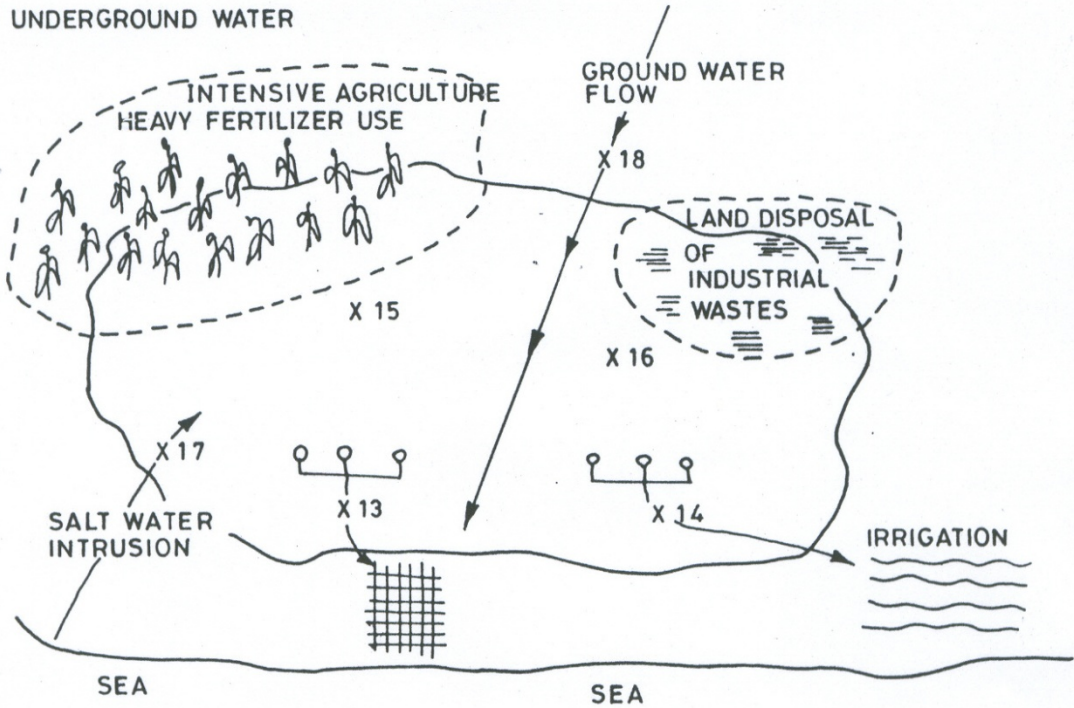 UNDERGROUND WATER
INTENSIVE AGRICULTURE
HEAVY FERTILIZER USE
GROUND WATER
FLOW
X 18
LAND DISPOSAL
OF
INDUSTRIAL
WASTES
X 15
X 16
X 17
X 13
X 14
SALT WATER
INTRUSION
IRRIGATION
SEA
SEA